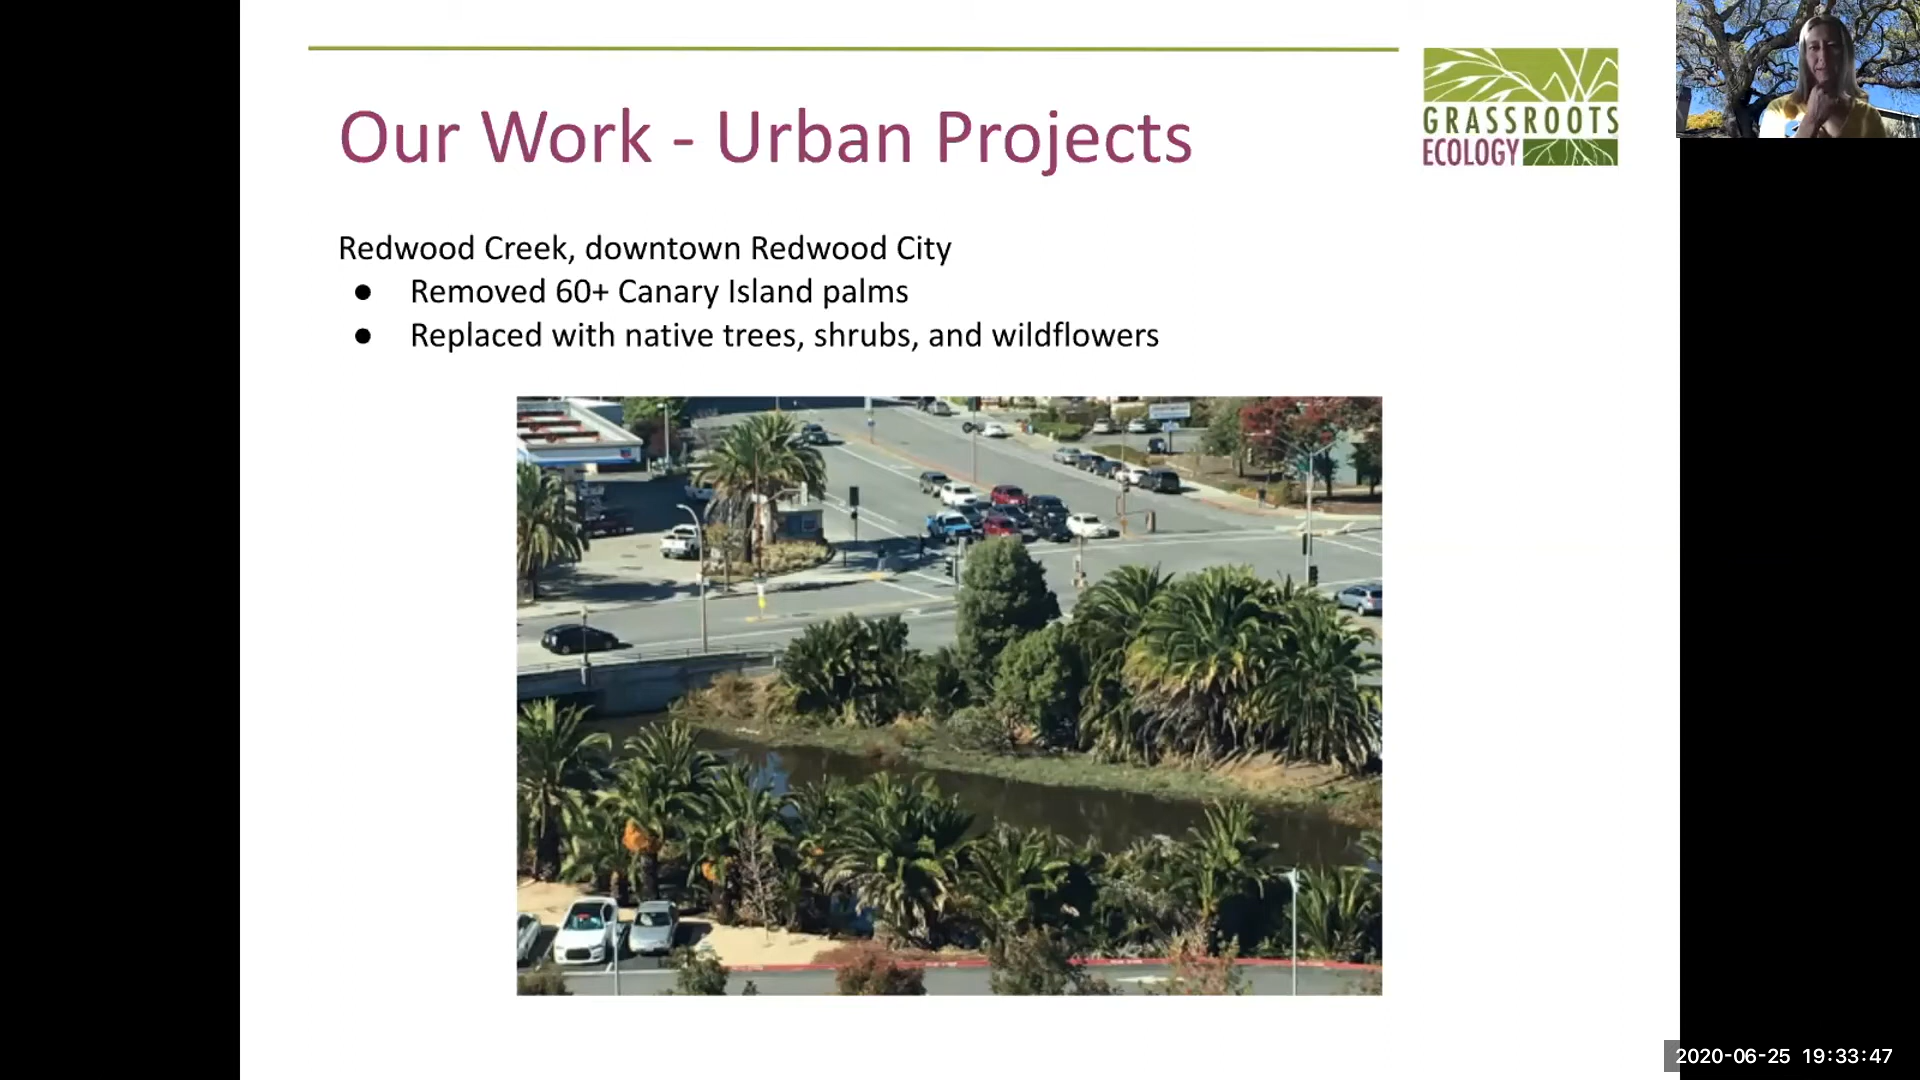 Our Work - Urban Projects
GRASSROOTS
ECOLOGY
Redwood Creek, downtown Redwood City
● Removed 60+ Canary Island palms
● Replaced with native trees, shrubs, and wildflowers
2020-06-25 19:33:47